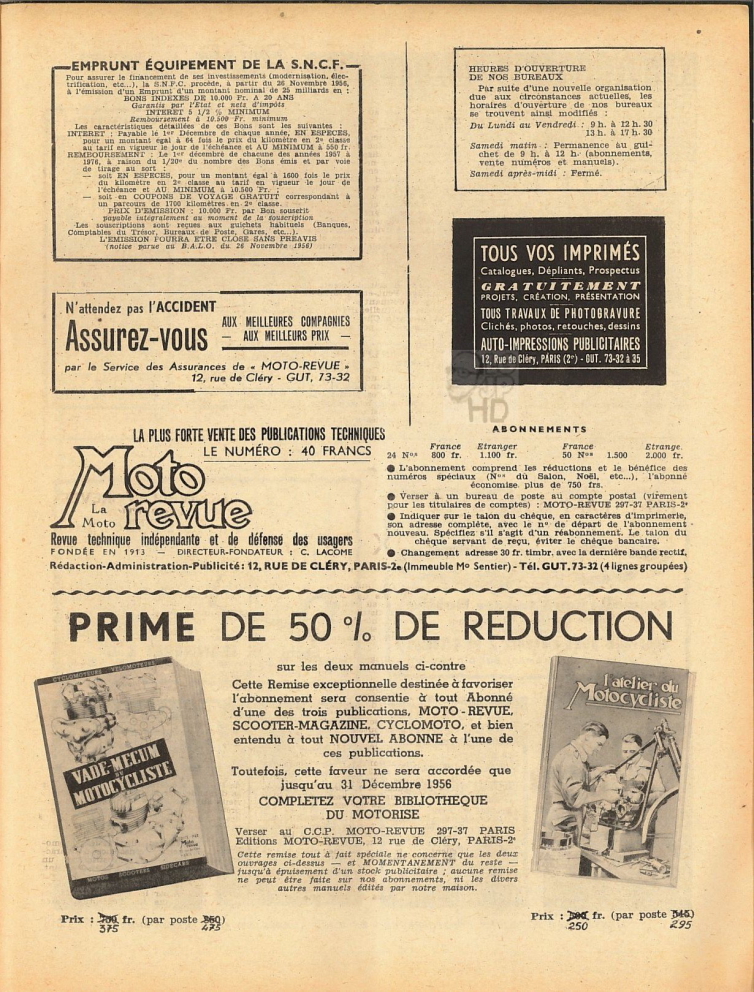 EMPRUNT ÉQUIPEMENT DE LA S.N.C.F.
Pour assurer le financement de ses investissements (modernisation, élec-
trification, etc...), la S.N.F.C. procède, à partir du 26 Novembre 1956,
à l'émission d'un Emprunt d'un montant nominal de 25 milliards en :
BONS INDEXES DE 10.000 Fr. A 20 ANS
Garantis par l'Etat et nets d'impôts
INTERET 5 1/2 % MINIMUM
Remboursement à 10.500 Fr. minimum
Les caractéristiques détaillées de ces Bons sont les suivantes :
INTERET : Payable le 1er Décembre de chaque année, EN ESPECES,
pour un montant égal à 64 fois le prix du kilomètre en 2e classe
au tarif en vigueur le jour de l'échéance et AU MINIMUM à 550 fr.
REMBOURSEMENT : Le 1er décembre de chacune des années 1957 à
1976, à raison du 1/20e du nombre des Bons émis et par voie
de tirage au sort :
— soit EN ESPECES, pour un montant égal à 1600 fois le prix
du kilomètre en 2e classe au tarif en vigueur le jour de
l'échéance et AU MINIMUM à 10.500 Fr. ;
— soit en COUPONS DE VOYAGE GRATUIT correspondant à
un parcours de 1700 kilomètres en 2e classe.
PRIX D'EMISSION : 10.000 Fr. par Bon souscrit
payable intégralement au moment de la souscription
Les souscriptions sont reçues aux guichets habituels (Banques,
Comptables du Trésor, Bureaux de Poste, Gares, etc...).
L'EMISSION POURRA ETRE CLOSE SANS PREAVIS
(notice parue au B.A.L.O. du 26 Novembre 1956)
HEURES D'OUVERTURE
DE NOS BUREAUX
Par suite d'une nouvelle organisation
due aux circonstances actuelles, les
horaires d'ouverture de nos bureaux
se trouvent ainsi modifiés :
Du Lundi au Vendredi : 9 h. à 12 h. 30
13 h. à 17 h. 30
Samedi matin : Permanence au gui-
chet de 9 h. à 12 h. (abonnements,
vente numéros et manuels).
Samedi après-midi : Fermé.
N'attendez pas l'ACCIDENT
Assurez-vous
AUX MEILLEURES COMPAGNIES
— AUX MEILLEURS PRIX —
par le Service des Assurances de « MOTO-REVUE »
12, rue de Cléry - GUT, 73-32
TOUS VOS IMPRIMÉS
Catalogues, Dépliants, Prospectus
GRATUITEMENT
PROJETS, CRÉATION, PRÉSENTATION
TOUS TRAVAUX DE PHOTOGRAVURE
Clichés, photos, retouches, dessins
AUTO-IMPRESSIONS PUBLICITAIRES
12, Rue de Cléry, PARIS (2e) - GUT. 73-32 à 35
HD
LA PLUS FORTE VENTE DES PUBLICATIONS TECHNIQUES
LE NUMÉRO : 40 FRANCS
Moto
La Moto
revue
Revue technique indépendante et de défense des usagers
FONDÉE EN 1913 — DIRECTEUR-FONDATEUR : C. LACOME
ABONNEMENTS
France Etranger France Etrange.
24 Nos 800 fr. 1.100 fr. 50 Nos 1.500 2.000 fr.
● L'abonnement comprend les réductions et le bénéfice des
numéros spéciaux (Nos du Salon, Noël, etc...), l'abonné
économise plus de 750 frs.
● Verser à un bureau de poste au compte postal (virement
pour les titulaires de comptes) : MOTO-REVUE 297-37 PARIS-2e
● Indiquer sur le talon du chèque, en caractères d'imprimerie,
son adresse complète, avec le n° de départ de l'abonnement
nouveau. Spécifiez s'il s'agit d'un réabonnement. Le talon du
chèque servant de reçu, éviter le chèque bancaire.
● Changement adresse 30 fr. timbr. avec la dernière bande rectif.
Rédaction-Administration-Publicité : 12, RUE DE CLÉRY, PARIS-2e (Immeuble Mo Sentier) - Tél. GUT. 73-32 (4 lignes groupées)
PRIME DE 50 % DE REDUCTION
CYCLOMOTEURS VELOMOTEURS
VADE-MECUM
DU
MOTOCYCLISTE
MOTOS SCOOTERS SIDECARS
sur les deux manuels ci-contre
Cette Remise exceptionnelle destinée à favoriser
l'abonnement sera consentie à tout Abonné
d'une des trois publications, MOTO-REVUE,
SCOOTER-MAGAZINE, CYCLOMOTO, et bien
entendu à tout NOUVEL ABONNE à l'une de
ces publications.
Toutefois, cette faveur ne sera accordée que
jusqu'au 31 Décembre 1956
COMPLETEZ VOTRE BIBLIOTHEQUE
DU MOTORISE
Verser au C.C.P. MOTO-REVUE 297-37 PARIS
Editions MOTO-REVUE, 12 rue de Cléry, PARIS-2e
Cette remise tout à fait spéciale ne concerne que les deux
ouvrages ci-dessus — et MOMENTANEMENT du reste —
jusqu'à épuisement d'un stock publicitaire ; aucune remise
ne peut être faite sur nos abonnements, ni les divers
autres manuels édités par notre maison.
l'atelier du
Motocycliste
Prix : 750 fr. (par poste 850)
375 475
Prix : 500 fr. (par poste 545)
250 295